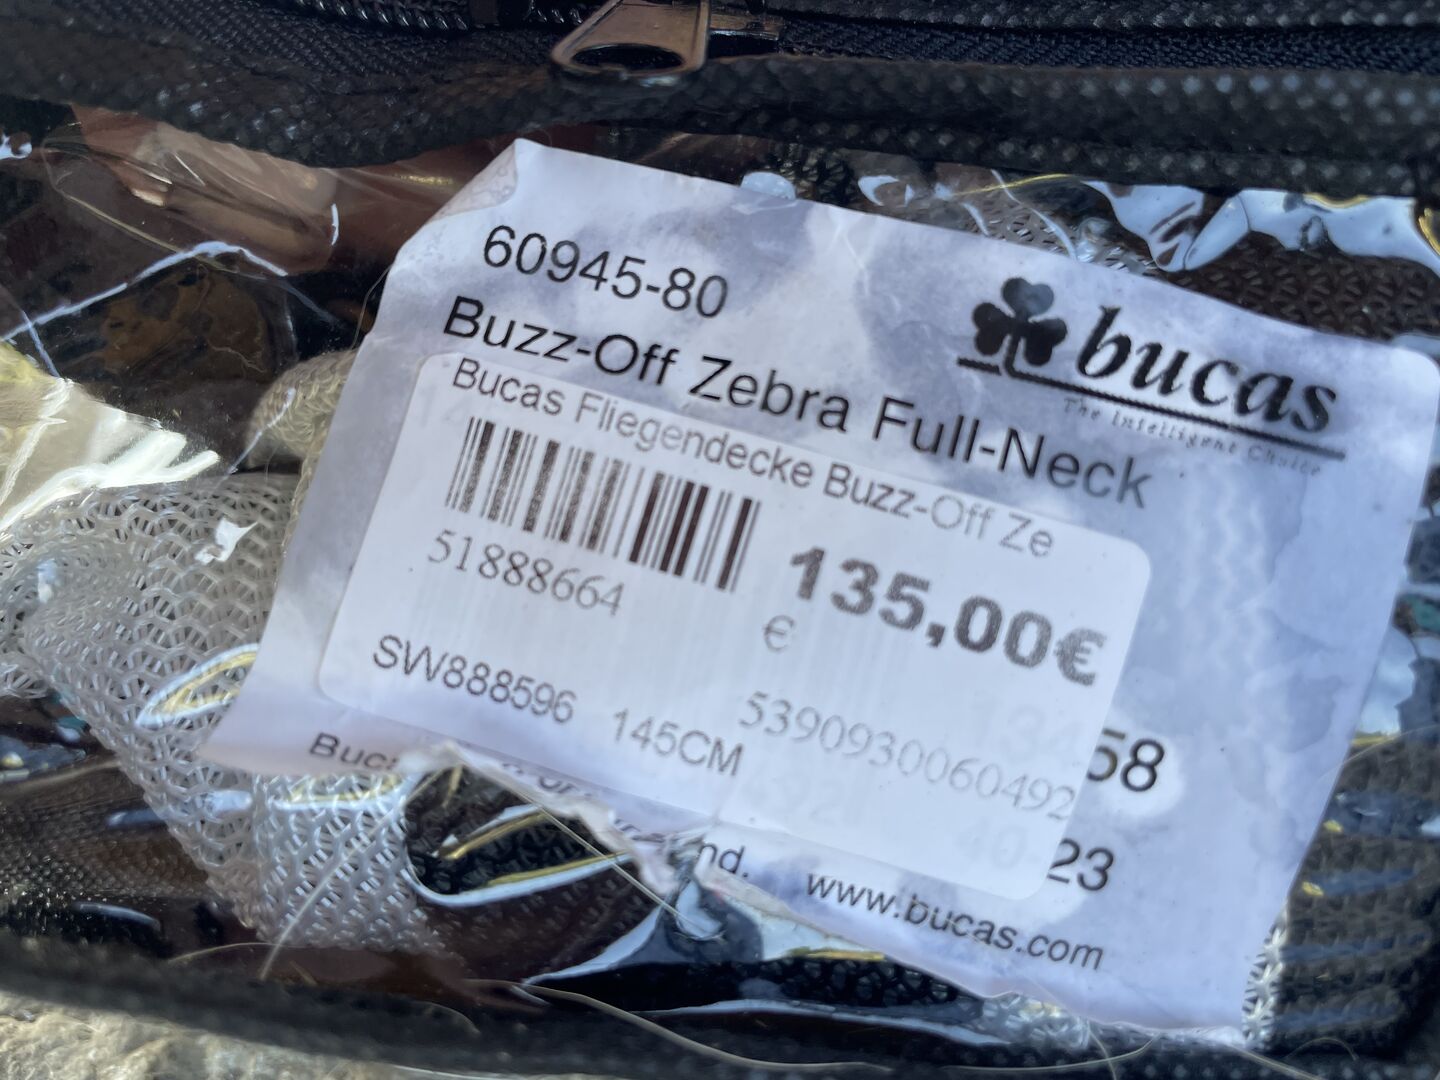 60945-80
bucas
The Intelligent Choice
Buzz-Off Zebra Full-Neck
Bucas Fliegendecke Buzz-Off Ze
51888664
135,00€
€
SW888596
145CM
5390930060492
58
23
nd.
www.bucas.com